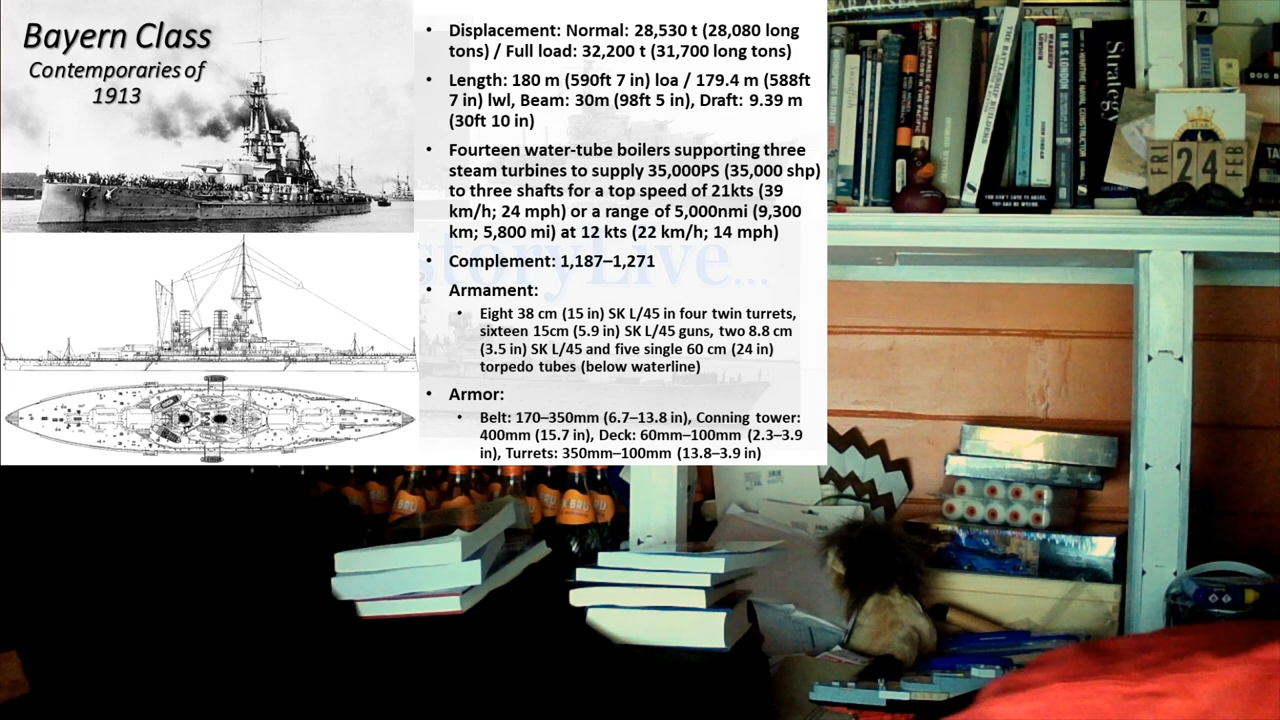 Bayern Class
Contemporaries of
1913
• Displacement: Normal: 28,530 t (28,080 long
tons) / Full load: 32,200 t (31,700 long tons)
• Length: 180 m (590ft 7 in) loa / 179.4 m (588ft
7 in) lwl, Beam: 30m (98ft 5 in), Draft: 9.39 m
(30ft 10 in)
• Fourteen water-tube boilers supporting three
steam turbines to supply 35,000PS (35,000 shp)
to three shafts for a top speed of 21kts (39
km/h; 24 mph) or a range of 5,000nmi (9,300
km; 5,800 mi) at 12 kts (22 km/h; 14 mph)
• Complement: 1,187–1,271
• Armament:
• Eight 38 cm (15 in) SK L/45 in four twin turrets,
sixteen 15cm (5.9 in) SK L/45 guns, two 8.8 cm
(3.5 in) SK L/45 and five single 60 cm (24 in)
torpedo tubes (below waterline)
• Armor:
• Belt: 170–350mm (6.7–13.8 in), Conning tower:
400mm (15.7 in), Deck: 60mm–100mm (2.3–3.9
in), Turrets: 350mm–100mm (13.8–3.9 in)
storyLive...
THE BATTLESHIP BUILDERS
H.M.S. LONDON
Strategy
FRI
24
FEB
BRU
BRU